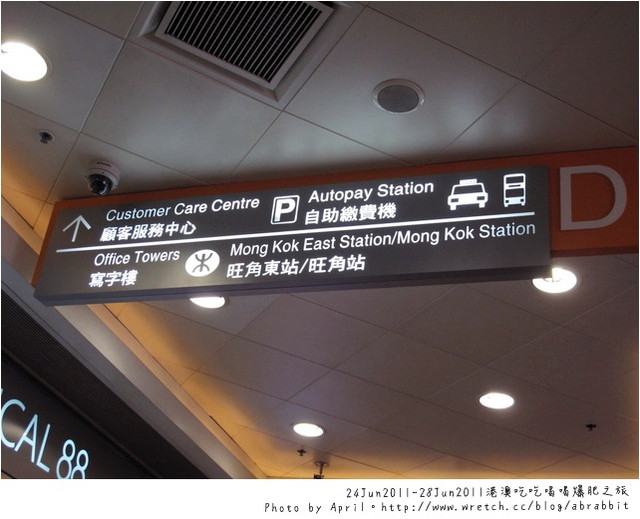 Customer Care Centre
顧客服務中心
P
Autopay Station
自助繳費機
Office Towers
寫字樓
Mong Kok East Station/Mong Kok Station
旺角東站/旺角站
D
CAL 88
24Jun2011-28Jun2011港澳吃吃喝喝爆肥之旅
Photo by April。http://www.wretch.cc/blog/abrabbit